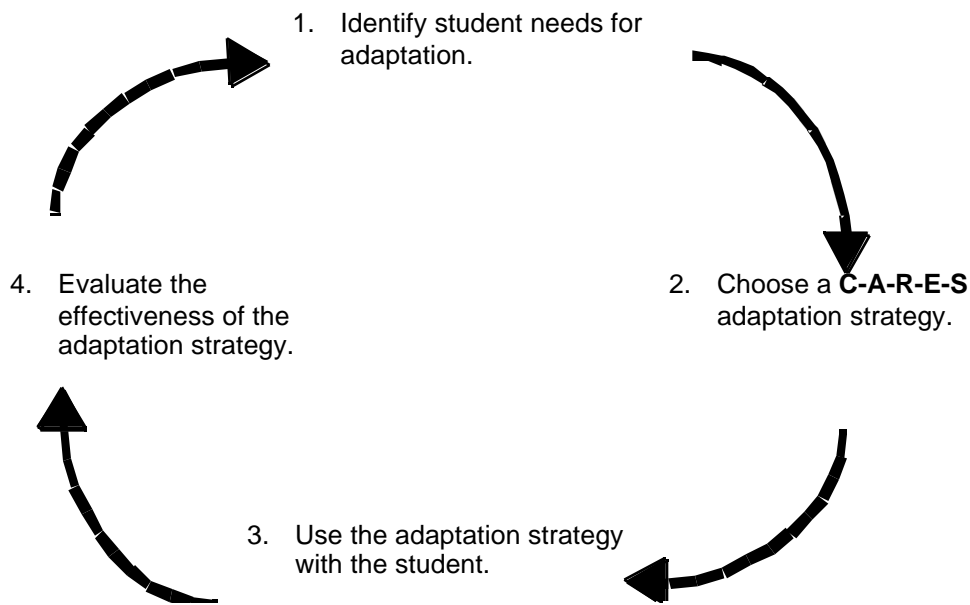 1. Identify student needs for
adaptation.
2. Choose a C-A-R-E-S
adaptation strategy.
3. Use the adaptation strategy
with the student.
4. Evaluate the
effectiveness of the
adaptation strategy.